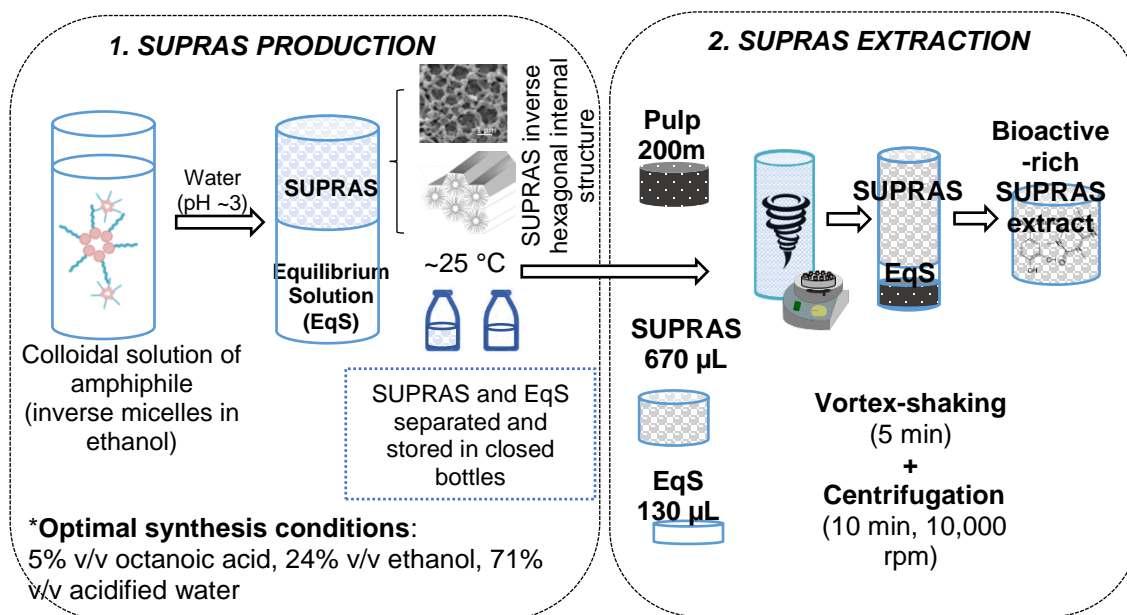 1. SUPRAS PRODUCTION
Water
(pH ~3)
SUPRAS
Equilibrium
Solution
(EqS)
Colloidal solution of
amphiphile
(inverse micelles in
ethanol)
1 µm
SUPRAS inverse
hexagonal internal
structure
~25 °C
SUPRAS and EqS
separated and
stored in closed
bottles
*Optimal synthesis conditions:
5% v/v octanoic acid, 24% v/v ethanol, 71%
v/v acidified water
2. SUPRAS EXTRACTION
Pulp
200m
SUPRAS
670 µL
EqS
130 µL
SUPRAS
EqS
Bioactive
-rich
SUPRAS
extract
Vortex-shaking
(5 min)
+
Centrifugation
(10 min, 10,000
rpm)